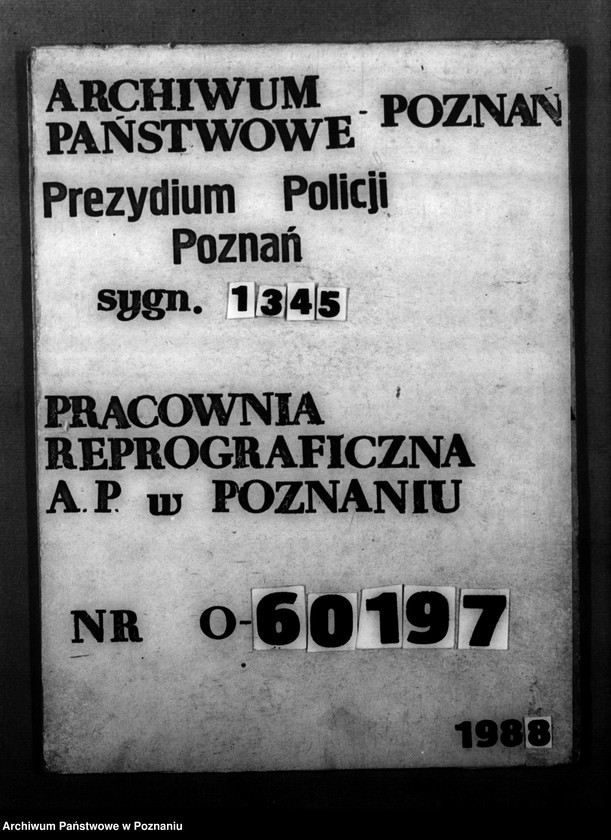 ARCHIWUM
PAŃSTWOWE - POZNAŃ
Prezydium Policji
Poznań
sygn. 1345
PRACOWNIA
REPROGRAFICZNA
A.P. w POZNANIU
NR O-60197
1988
Archiwum Państwowe w Poznaniu